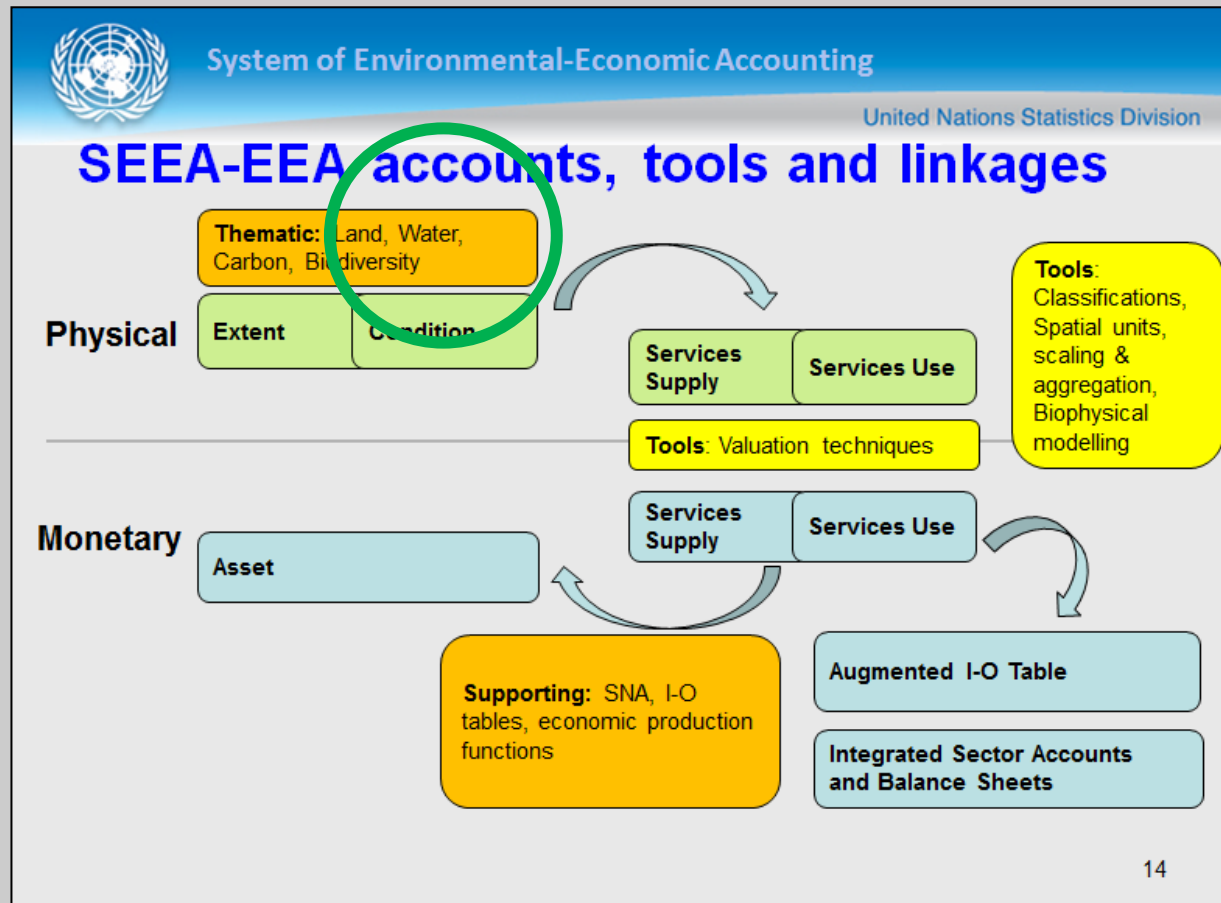 System of Environmental-Economic Accounting
United Nations Statistics Division
SEEA-EEA accounts, tools and linkages
Thematic: Land, Water,
Carbon, Biodiversity
Physical
Extent
Condition
Services
Supply
Services Use
Tools:
Classifications,
Spatial units,
scaling &
aggregation,
Biophysical
modelling
Tools: Valuation techniques
Monetary
Asset
Services
Supply
Services Use
Supporting: SNA, I-O
tables, economic production
functions
Augmented I-O Table
Integrated Sector Accounts
and Balance Sheets
14